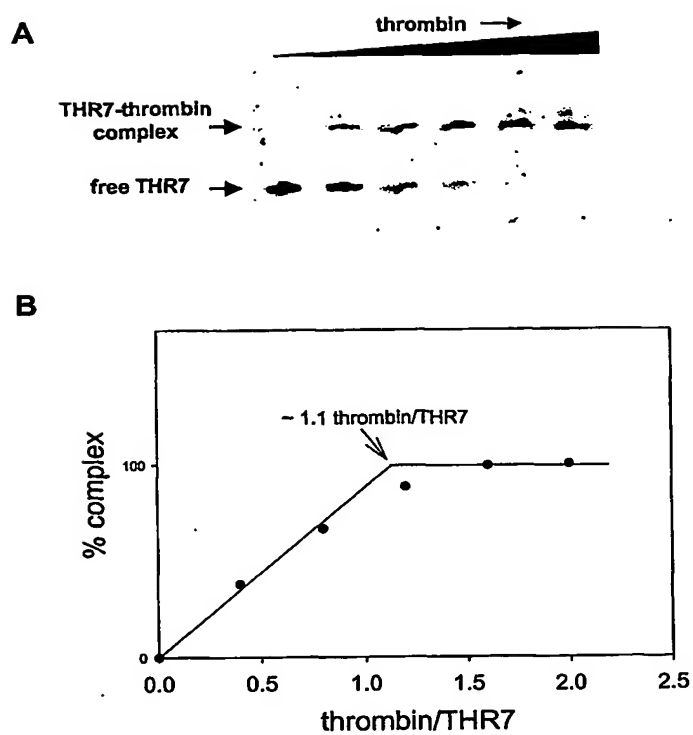 A
thrombin
THR7-thrombin
complex
free THR7
B
~ 1.1 thrombin/THR7
100
% complex
0
0.0 0.5 1.0 1.5 2.0 2.5
thrombin/THR7